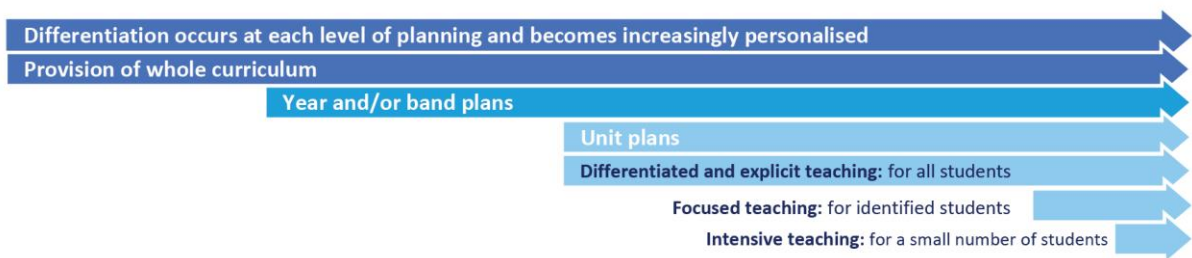 Differentiation occurs at each level of planning and becomes increasingly personalised
Provision of whole curriculum
Year and/or band plans
Unit plans
Differentiated and explicit teaching: for all students
Focused teaching: for identified students
Intensive teaching: for a small number of students